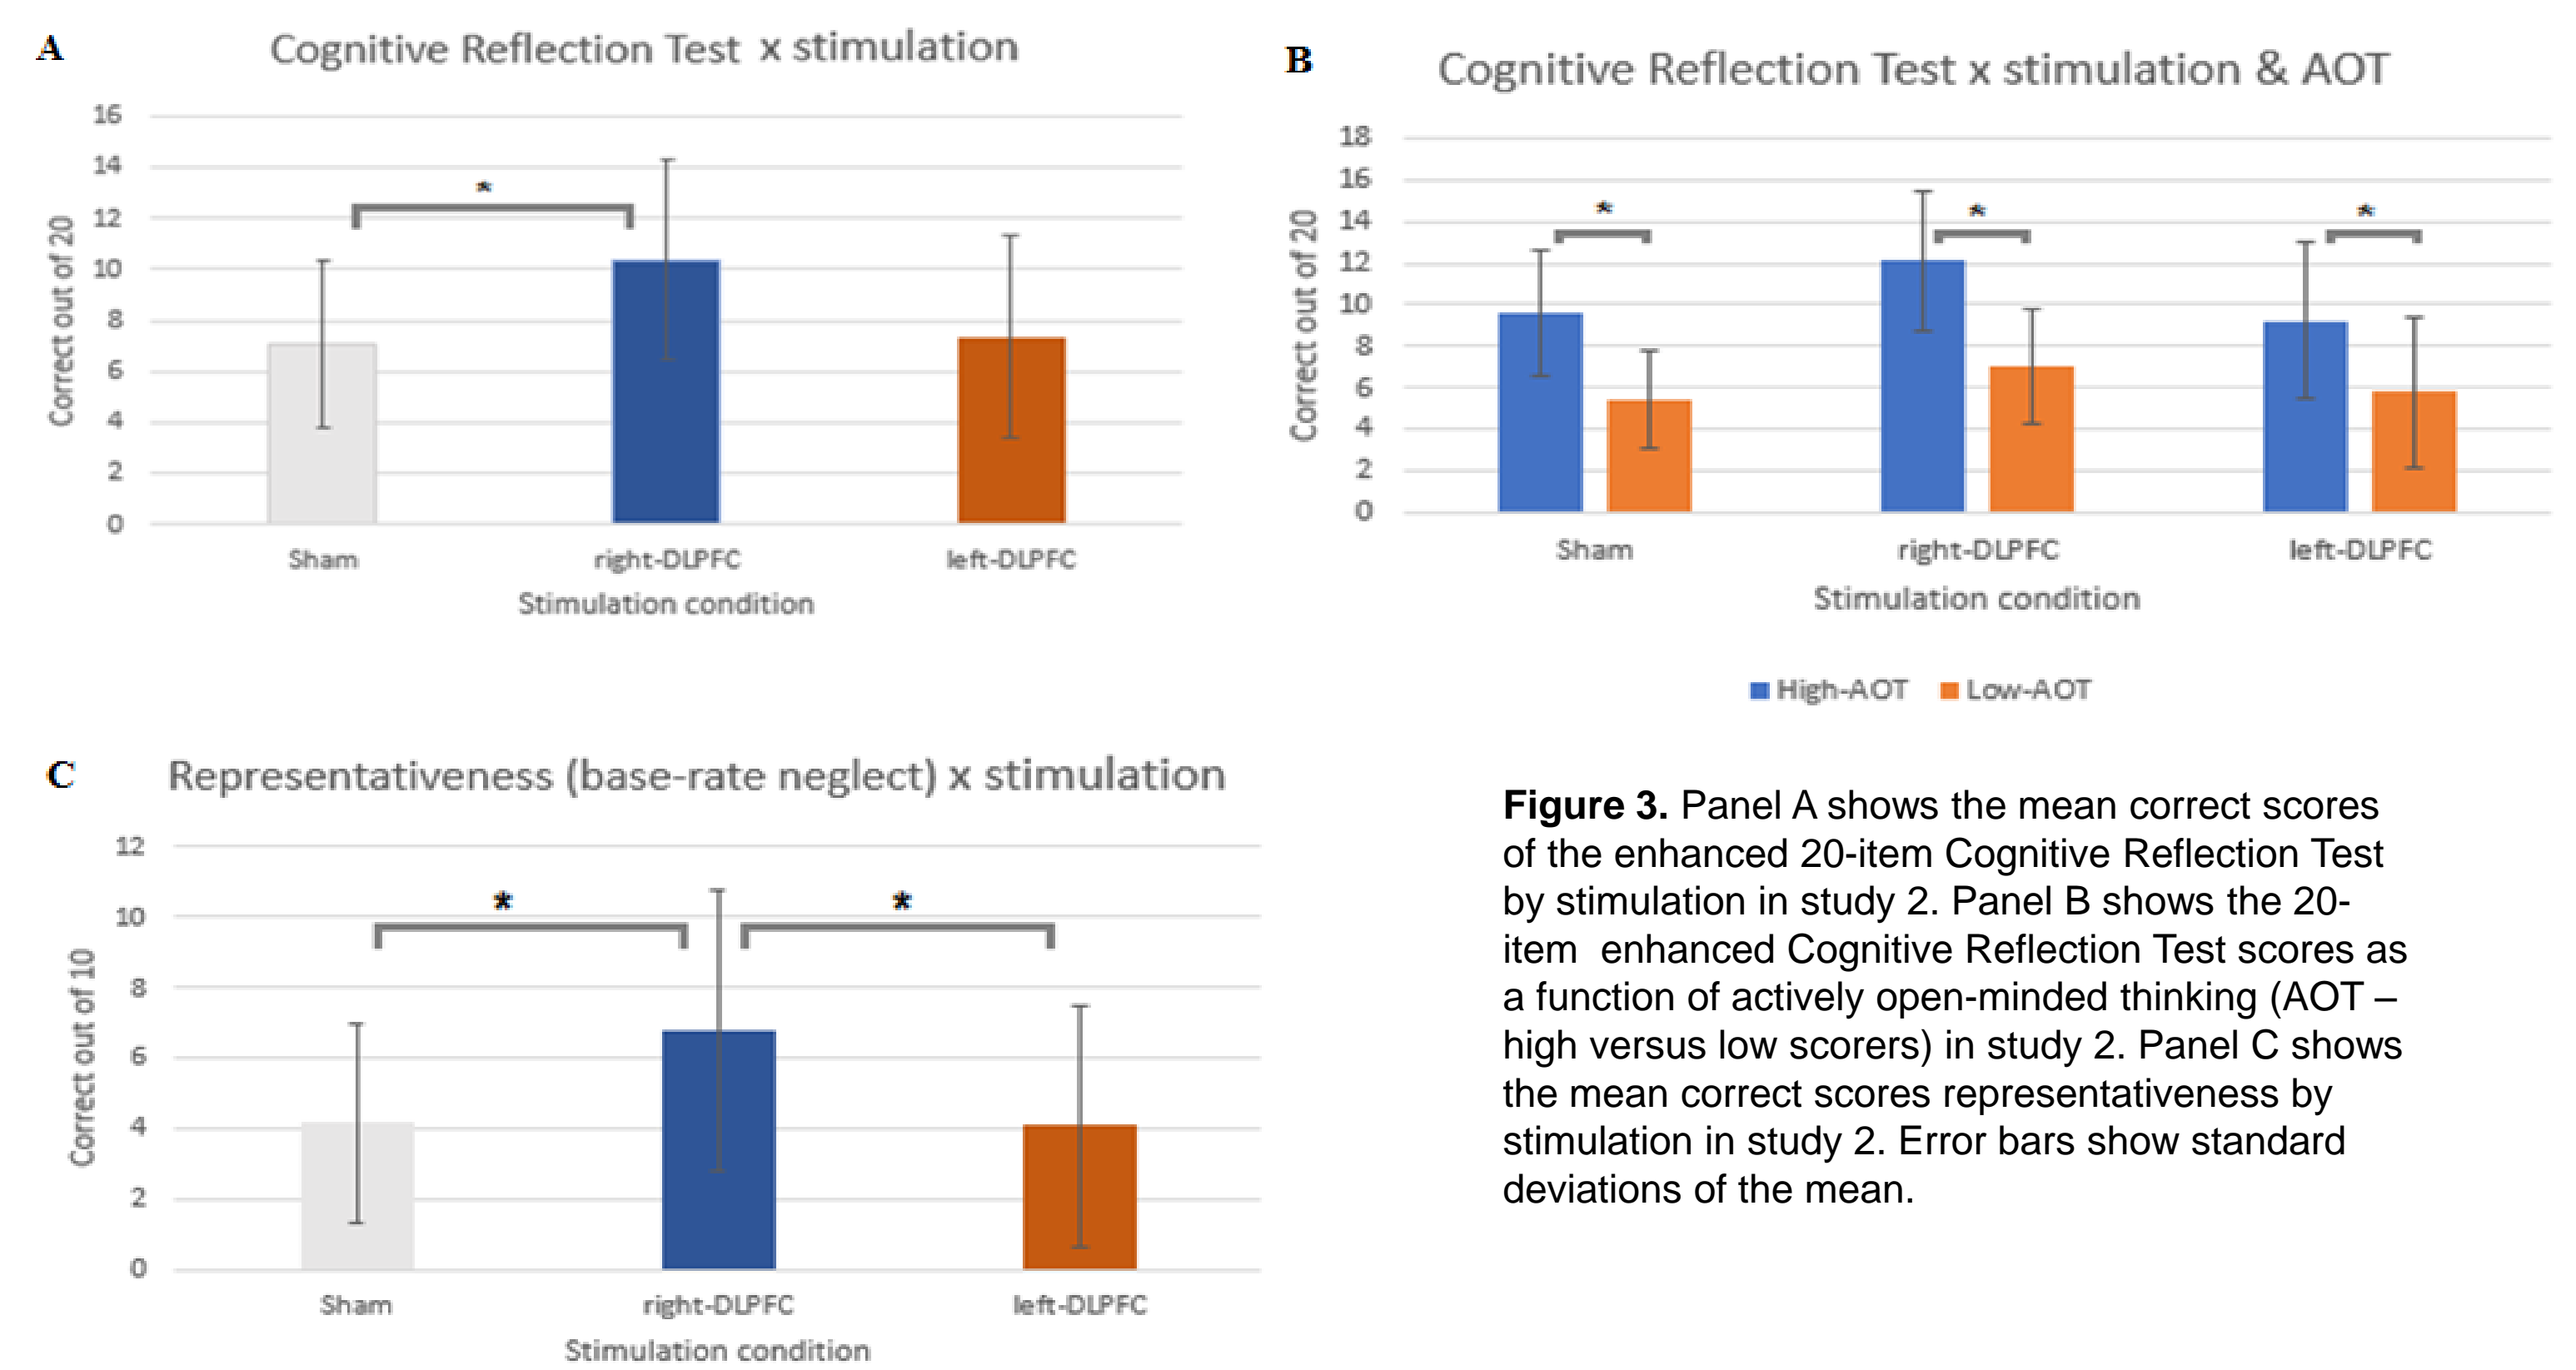 A
Cognitive Reflection Test x stimulation
16
14
12
10
8
6
4
2
0
Correct out of 20
*
Sham
right-DLPFC
left-DLPFC
Stimulation condition
B
Cognitive Reflection Test x stimulation & AOT
18
16
14
12
10
8
6
4
2
0
Correct out of 20
*
*
*
Sham
right-DLPFC
left-DLPFC
Stimulation condition
High-AOT
Low-AOT
C
Representativeness (base-rate neglect) x stimulation
12
10
8
6
4
2
0
Correct out of 10
*
*
Sham
right-DLPFC
left-DLPFC
Stimulation condition
Figure 3. Panel A shows the mean correct scores
of the enhanced 20-item Cognitive Reflection Test
by stimulation in study 2. Panel B shows the 20-
item  enhanced Cognitive Reflection Test scores as
a function of actively open-minded thinking (AOT –
high versus low scorers) in study 2. Panel C shows
the mean correct scores representativeness by
stimulation in study 2. Error bars show standard
deviations of the mean.